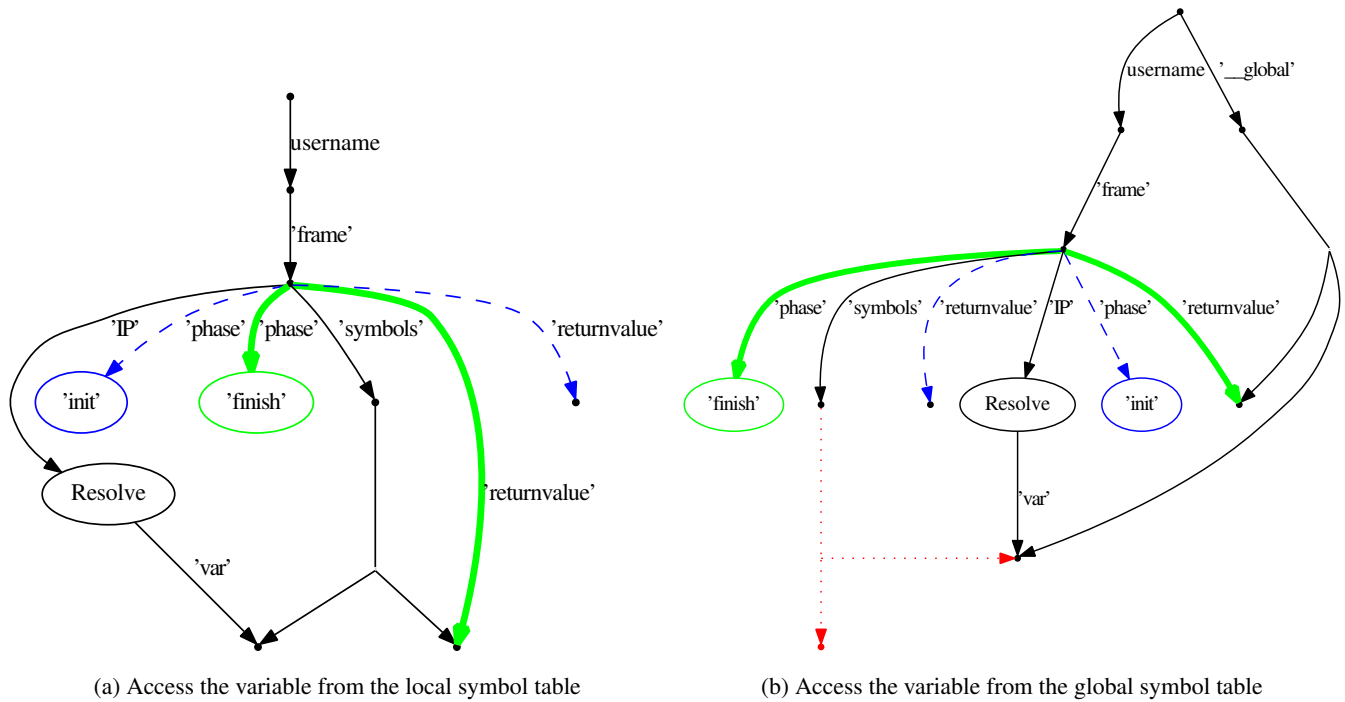 username
’frame’
’IP’
’phase’
’phase’
’symbols’
’returnvalue’
’init’
’finish’
Resolve
’returnvalue’
’var’
(a) Access the variable from the local symbol table
username
’__global’
’frame’
’phase’
’symbols’
’returnvalue’
’IP’
’phase’
’returnvalue’
’finish’
Resolve
’init’
’var’
(b) Access the variable from the global symbol table